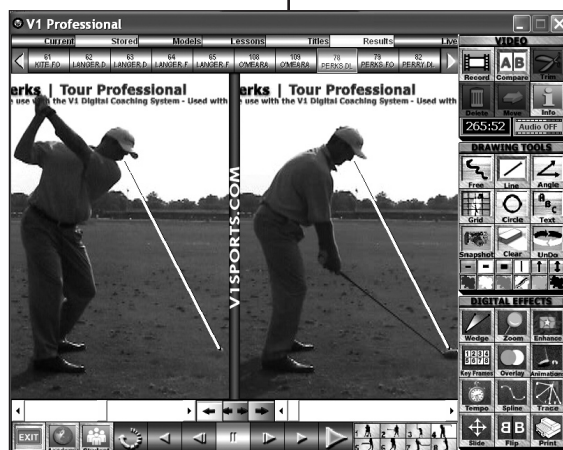 V1 Professional
VIDEO
Current Stored Models Lessons Titles Results Live
61 62 63 64 65 108 109 78 79 82
KITE.FO LANGER.D LANGER.D LANGER.F LANGER.F O'MEARA O'MEARA PERKS.DL PERKS.FO PERRY.DL
Record Compare Trim
Delete Move Info
265:52 Audio OFF
erks | Tour Professional
e use with the V1 Digital Coaching System - Used with
erks | Tour Professional
e use with the V1 Digital Coaching System - Used with
V1SPORTS.COM
DRAWING TOOLS
Free Line Angle
Grid Circle Text
Snapshot Clear UnDo
DIGITAL EFFECTS
Wedge Zoom Enhance
Key Frames Overlay Animations
Tempo Spline Trace
Slide Flip Print
EXIT